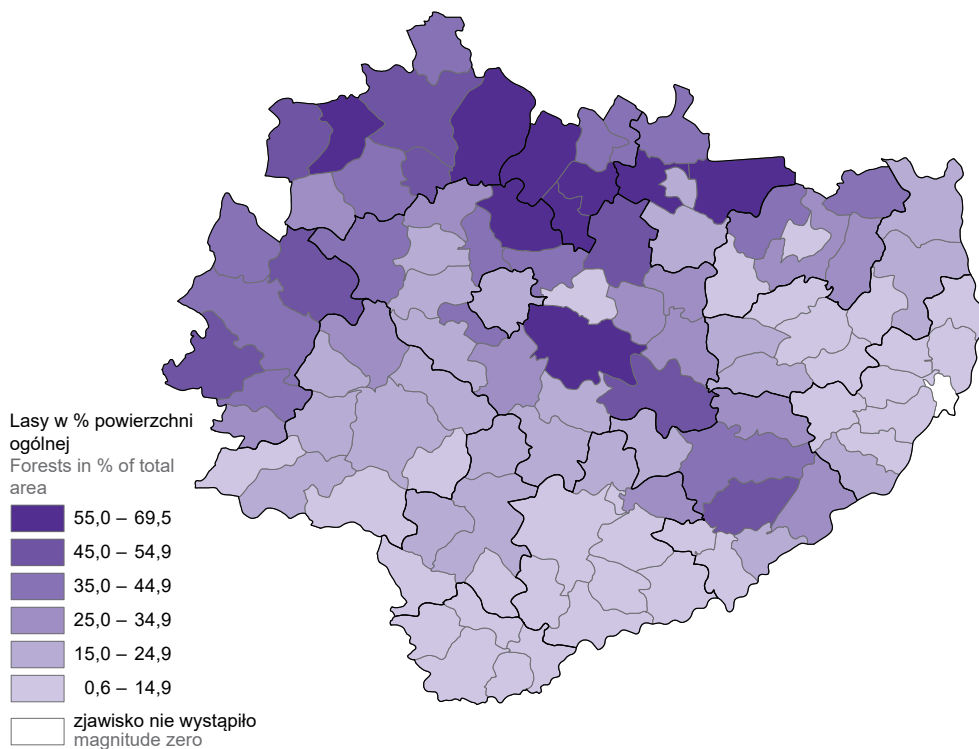 Lasy w % powierzchni
ogólnej
Forests in % of total
area
55,0 – 69,5
45,0 – 54,9
35,0 – 44,9
25,0 – 34,9
15,0 – 24,9
0,6 – 14,9
zjawisko nie wystąpiło
magnitude zero